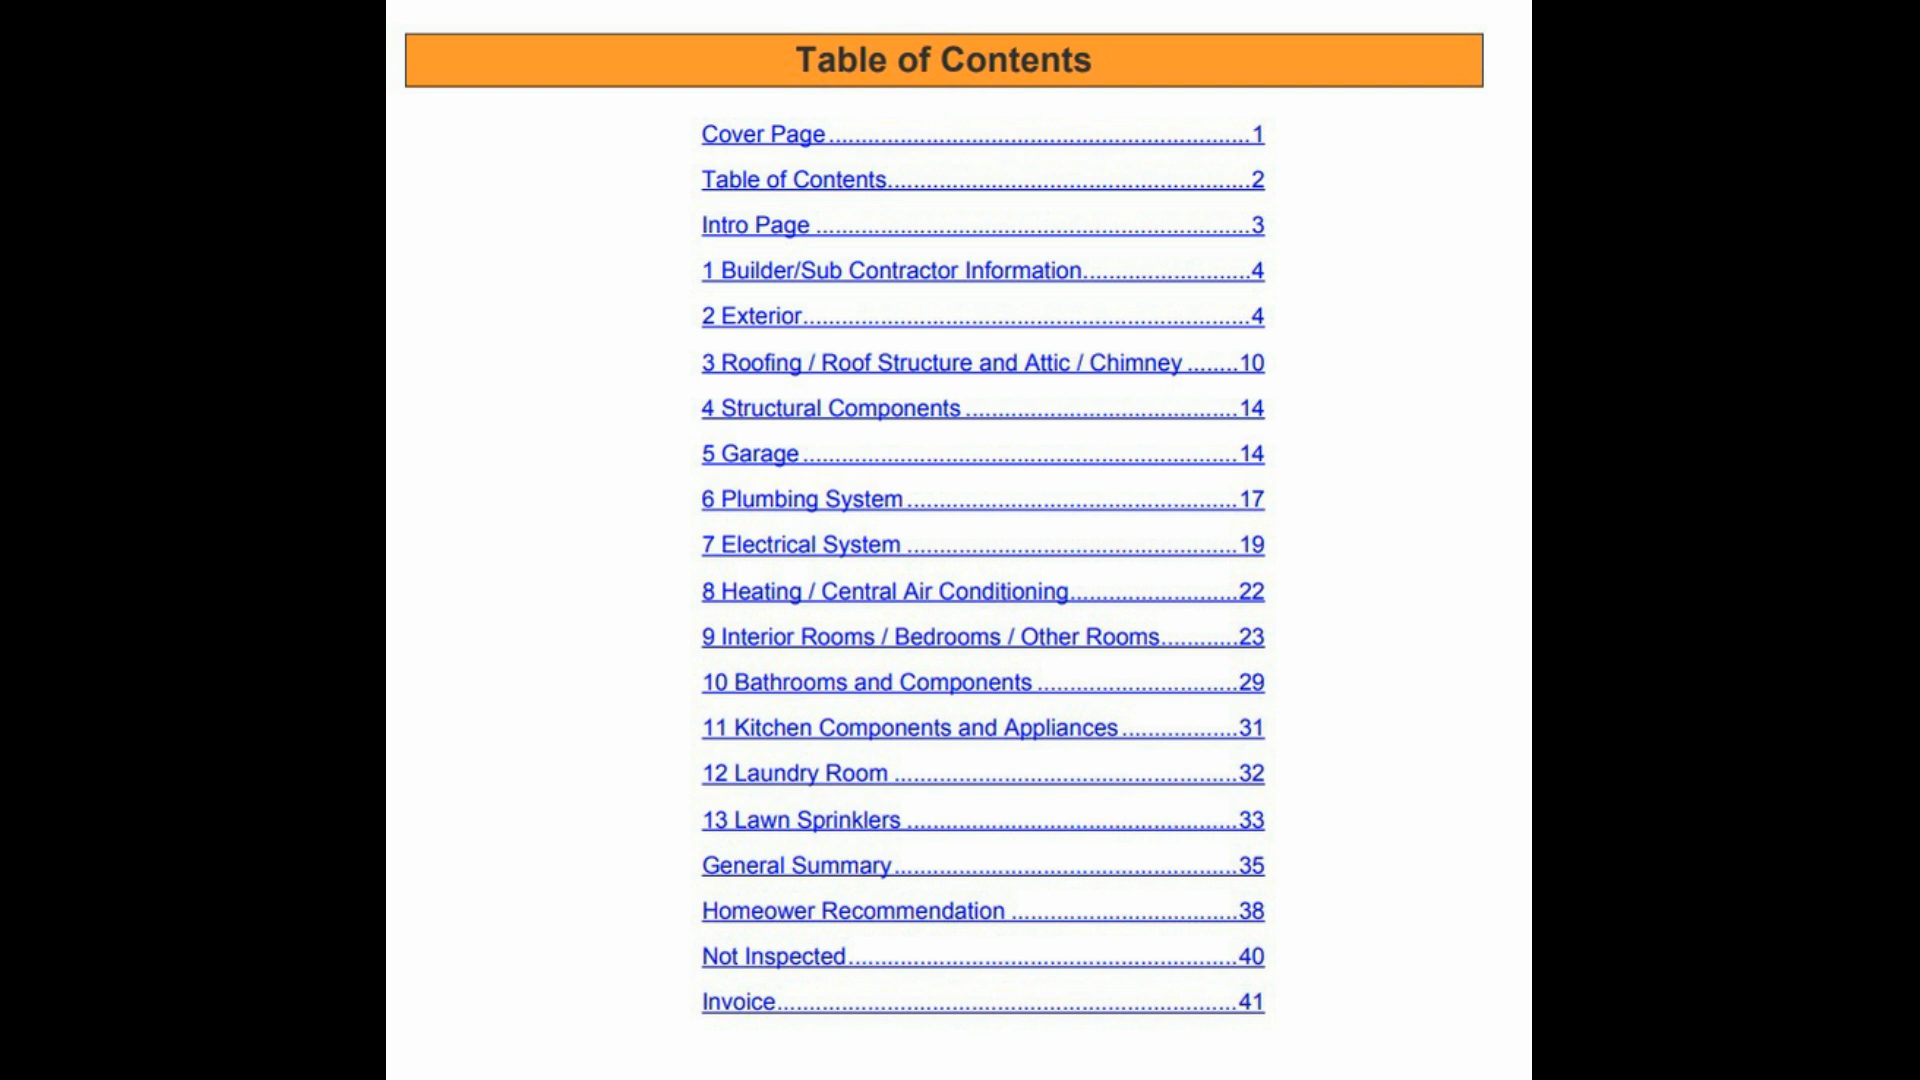 Table of Contents
Cover Page.................................................................1
Table of Contents........................................................2
Intro Page ...................................................................3
1 Builder/Sub Contractor Information..........................4
2 Exterior.....................................................................4
3 Roofing / Roof Structure and Attic / Chimney ........10
4 Structural Components ..........................................14
5 Garage...................................................................14
6 Plumbing System ...................................................17
7 Electrical System ...................................................19
8 Heating / Central Air Conditioning..........................22
9 Interior Rooms / Bedrooms / Other Rooms............23
10 Bathrooms and Components ...............................29
11 Kitchen Components and Appliances..................31
12 Laundry Room .....................................................32
13 Lawn Sprinklers ...................................................33
General Summary.....................................................35
Homeower Recommendation ...................................38
Not Inspected............................................................40
Invoice.......................................................................41